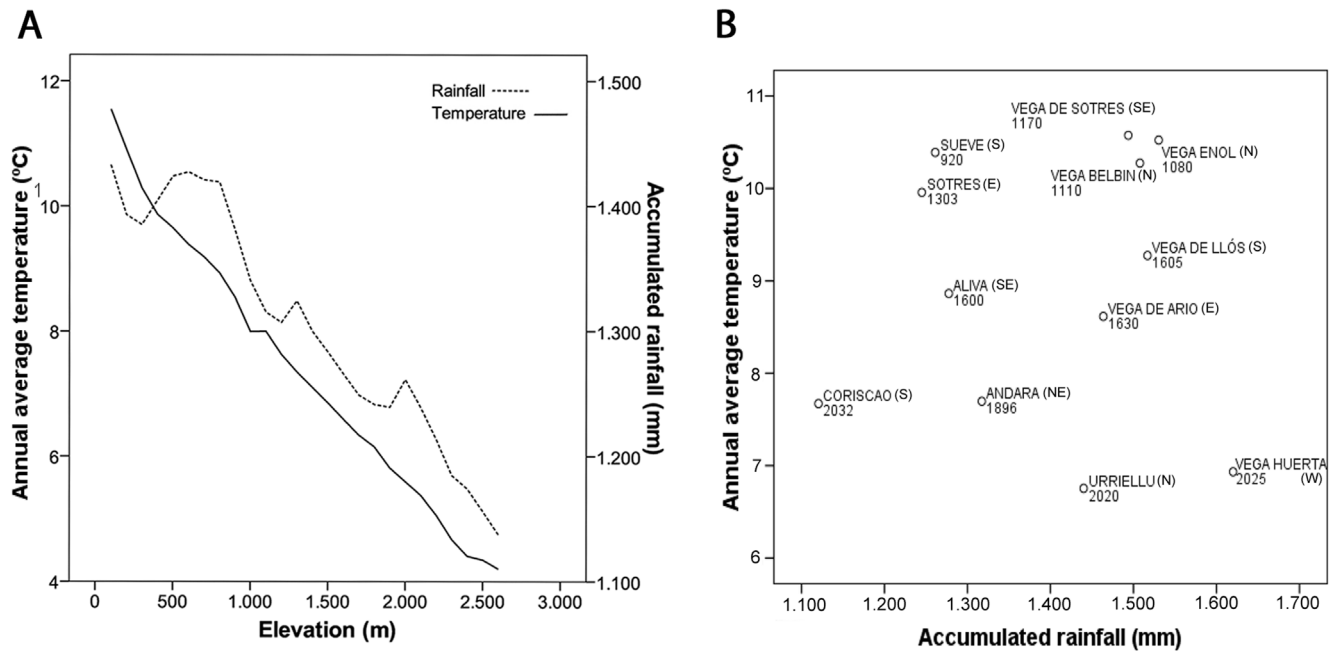 A
12
10
8
6
4
1
Annual average temperature (ºC)
Rainfall
Temperature
1.500
1.400
1.300
1.200
1.100
Accumulated rainfall (mm)
0 500 1.000 1.500 2.000 2.500 3.000
Elevation (m)
B
11
10
9
8
7
6
Annual average temperature (ºC)
VEGA DE SOTRES (SE)
1170
SUEVE (S)
920
VEGA ENOL (N)
1080
VEGA BELBIN (N)
1110
SOTRES (E)
1303
VEGA DE LLÓS (S)
1605
ALIVA (SE)
1600
VEGA DE ARIO (E)
1630
CORISCAO (S)
2032
ANDARA (NE)
1896
URRIELLU (N)
2020
VEGA HUERTA
2025 (W)
1.100 1.200 1.300 1.400 1.500 1.600 1.700
Accumulated rainfall (mm)